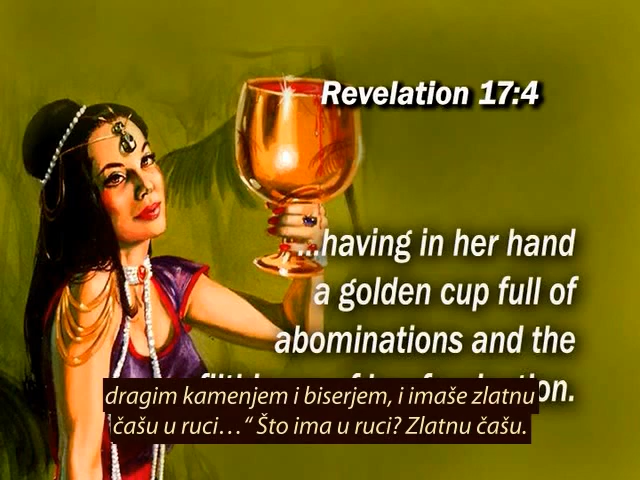 Revelation 17:4
...having in her hand
a golden cup full of
abominations and the
dragim kamenjem i biserjem, i imaše zlatnu
čašu u ruci…“ Što ima u ruci? Zlatnu čašu.